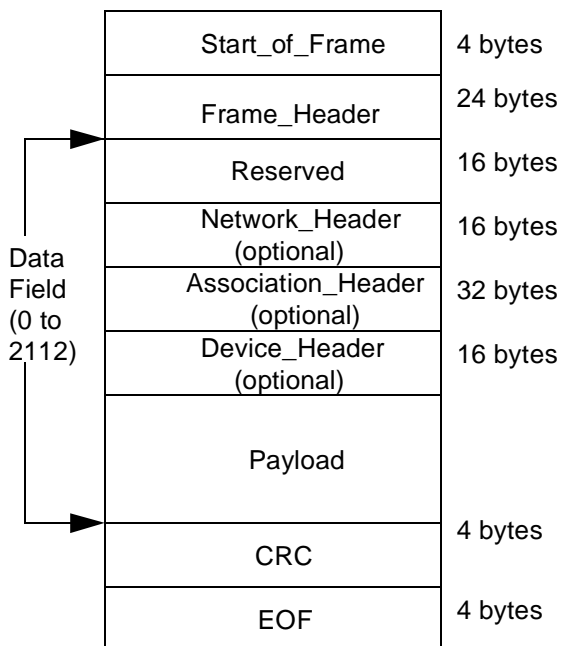 Start_of_Frame
4 bytes
Frame_Header
24 bytes
Reserved
16 bytes
Network_Header
(optional)
16 bytes
Association_Header
(optional)
32 bytes
Device_Header
(optional)
16 bytes
Data
Field
(0 to
2112)
Payload
CRC
4 bytes
EOF
4 bytes